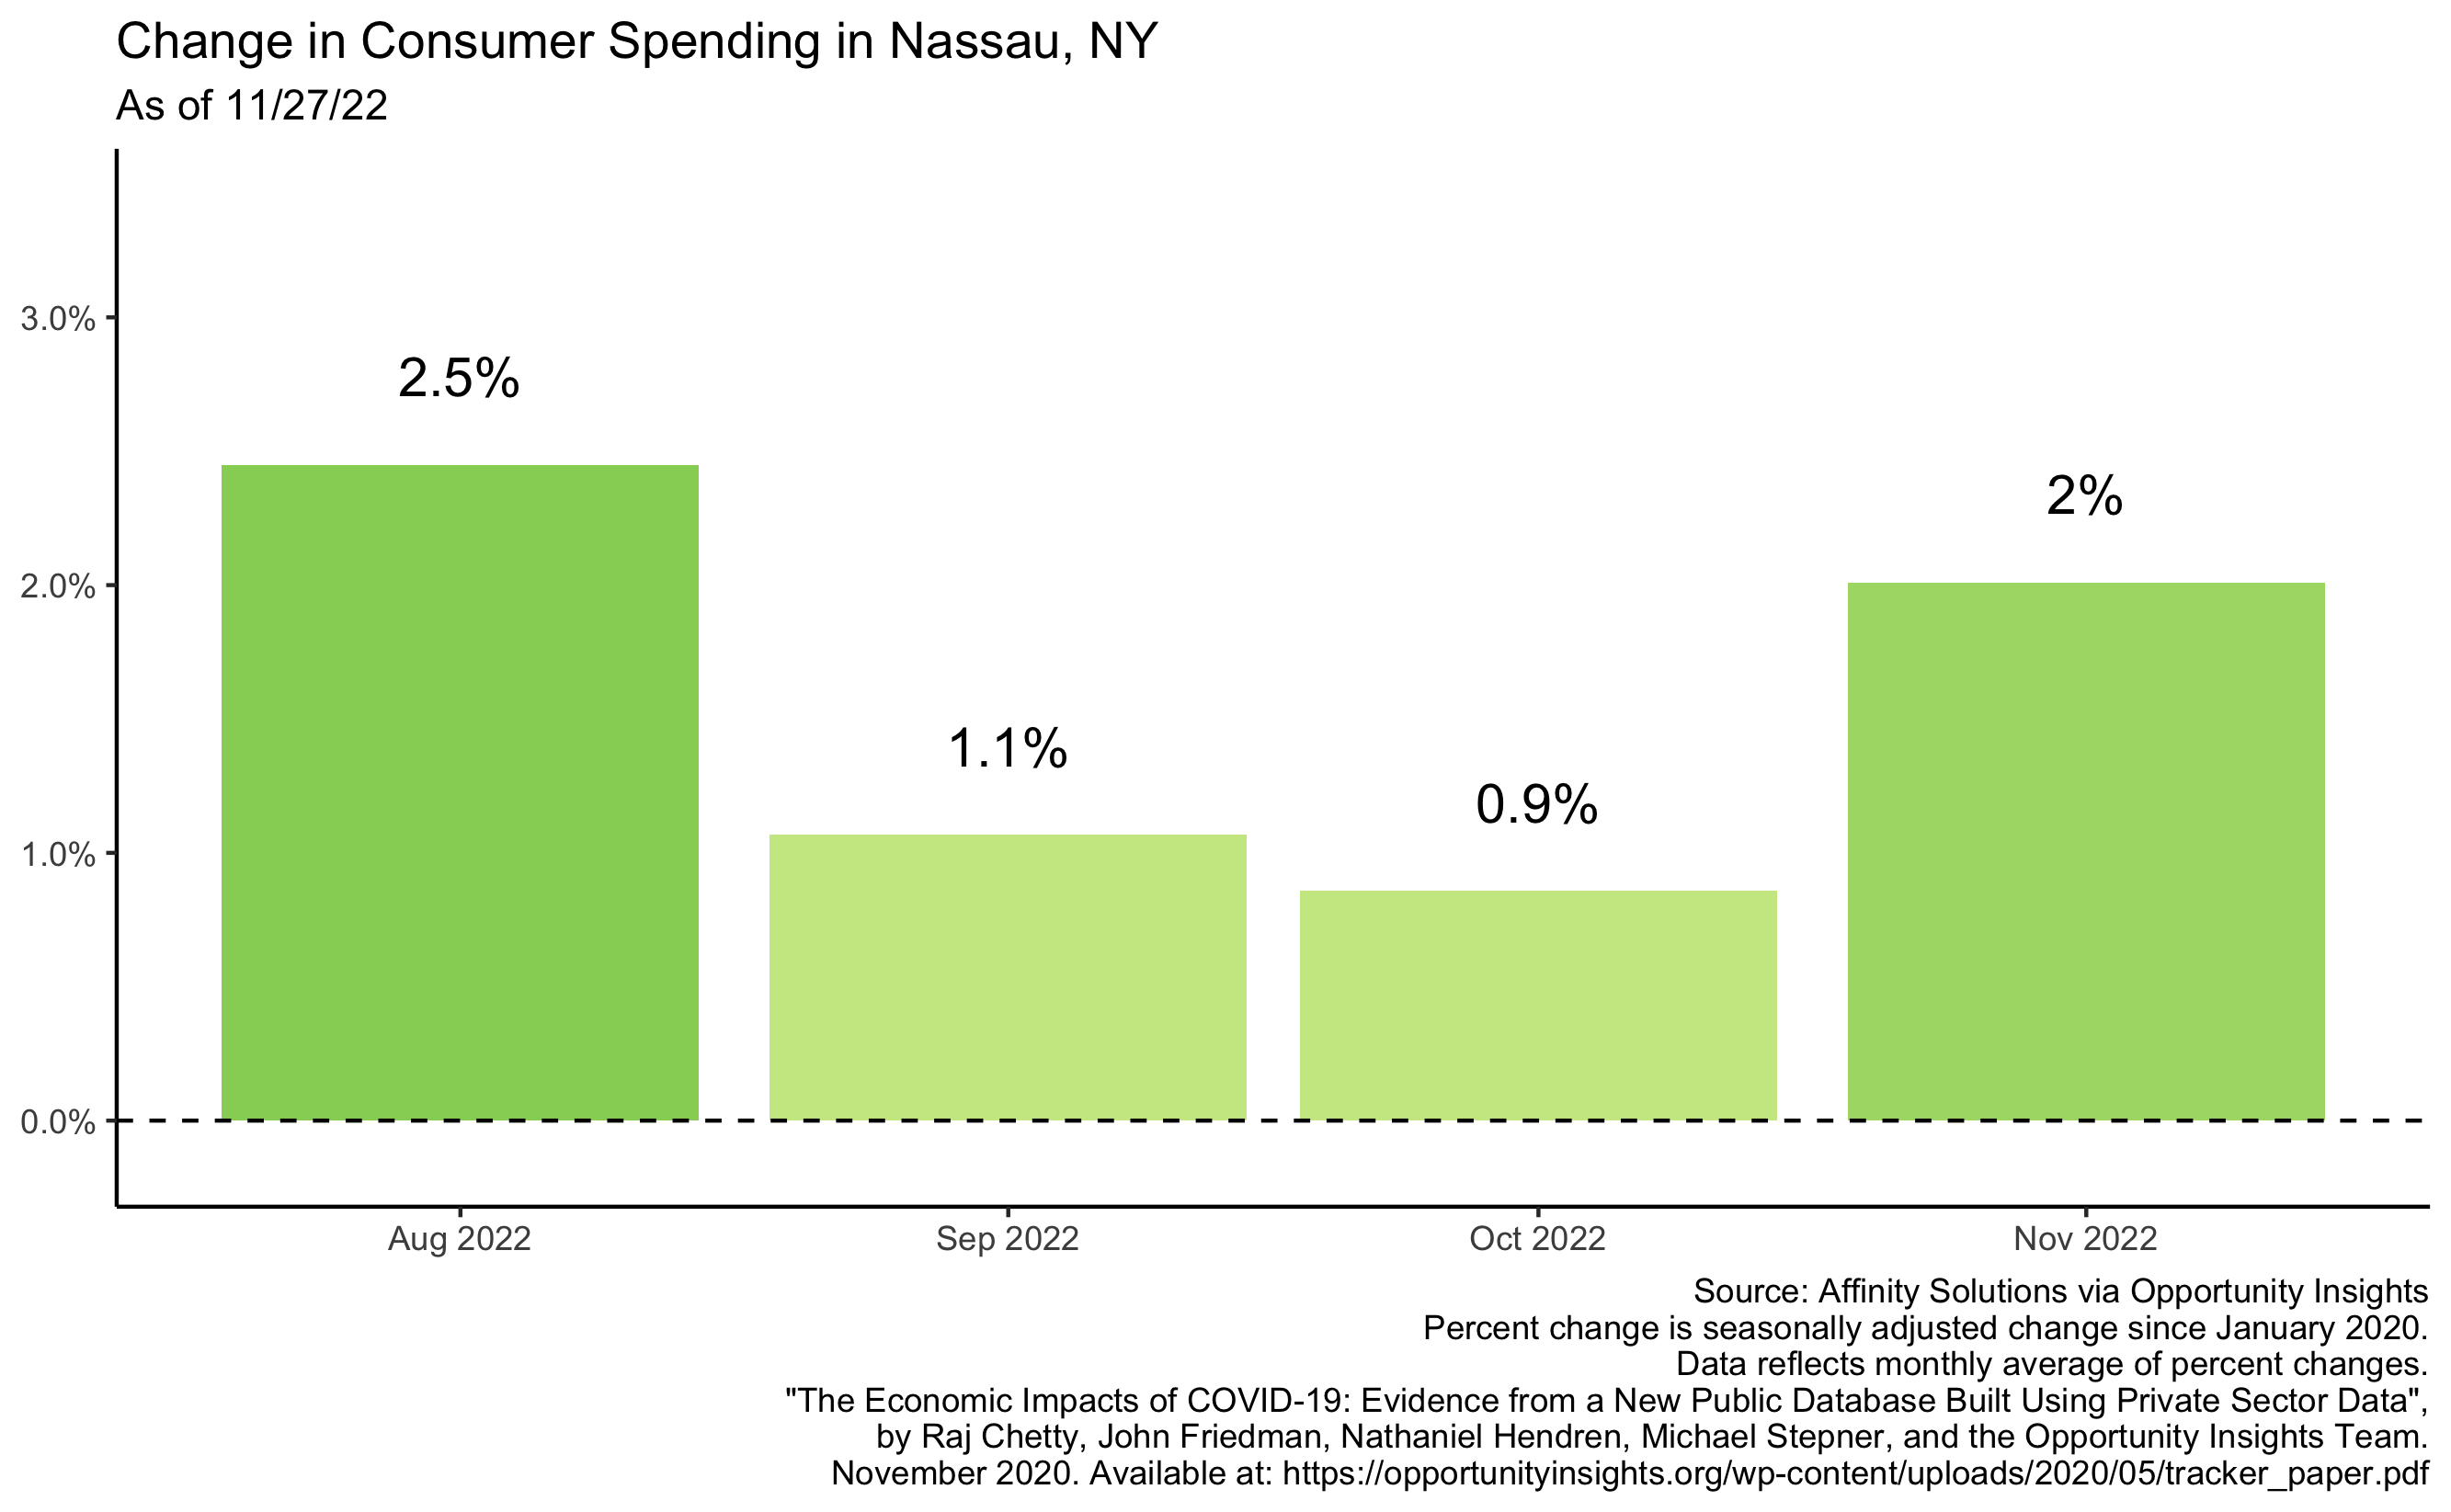 Change in Consumer Spending in Nassau, NY
As of 11/27/22
3.0%
2.0%
1.0%
0.0%
2.5%
1.1%
0.9%
2%
Aug 2022
Sep 2022
Oct 2022
Nov 2022
Source: Affinity Solutions via Opportunity Insights
Percent change is seasonally adjusted change since January 2020.
Data reflects monthly average of percent changes.
"The Economic Impacts of COVID-19: Evidence from a New Public Database Built Using Private Sector Data",
by Raj Chetty, John Friedman, Nathaniel Hendren, Michael Stepner, and the Opportunity Insights Team.
November 2020. Available at: https://opportunityinsights.org/wp-content/uploads/2020/05/tracker_paper.pdf